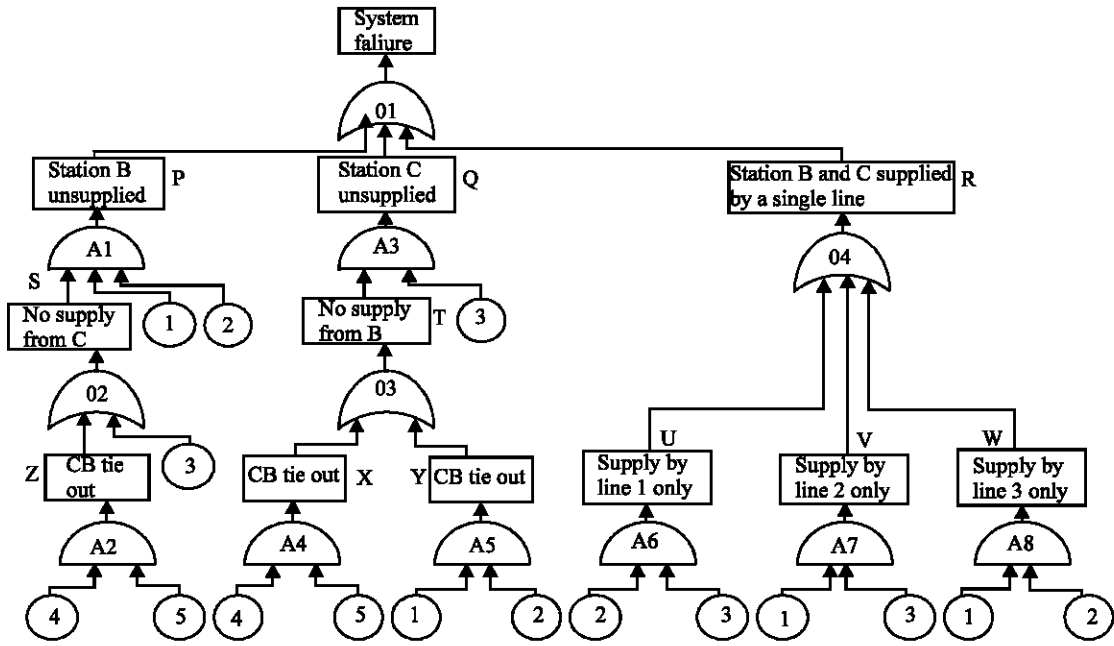 System
faliure
01
Station B
unsupplied
P
Station C
unsupplied
Q
Station B and C supplied
by a single line
R
A1
A3
04
S
1
2
No supply
from C
No supply
from B
T
3
02
03
3
U
V
W
Z
CB tie
out
CB tie out
X
Y
CB tie out
Supply by
line 1 only
Supply by
line 2 only
Supply by
line 3 only
A2
A4
A5
A6
A7
A8
4
5
4
5
1
2
2
3
1
3
1
2